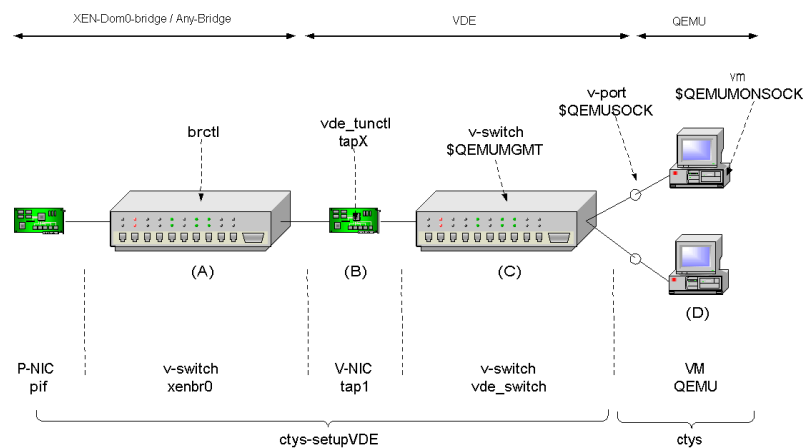 XEN-Dom0-bridge / Any-Bridge
VDE
QEMU
vm
$QEMUMONSOCK
v-port
$QEMUSOCK
vde_tunctl
tapX
v-switch
$QEMUMGMT
brctl
(A)
(B)
(C)
(D)
P-NIC
pif
v-switch
xenbr0
V-NIC
tap1
v-switch
vde_switch
VM
QEMU
ctys-setupVDE
ctys